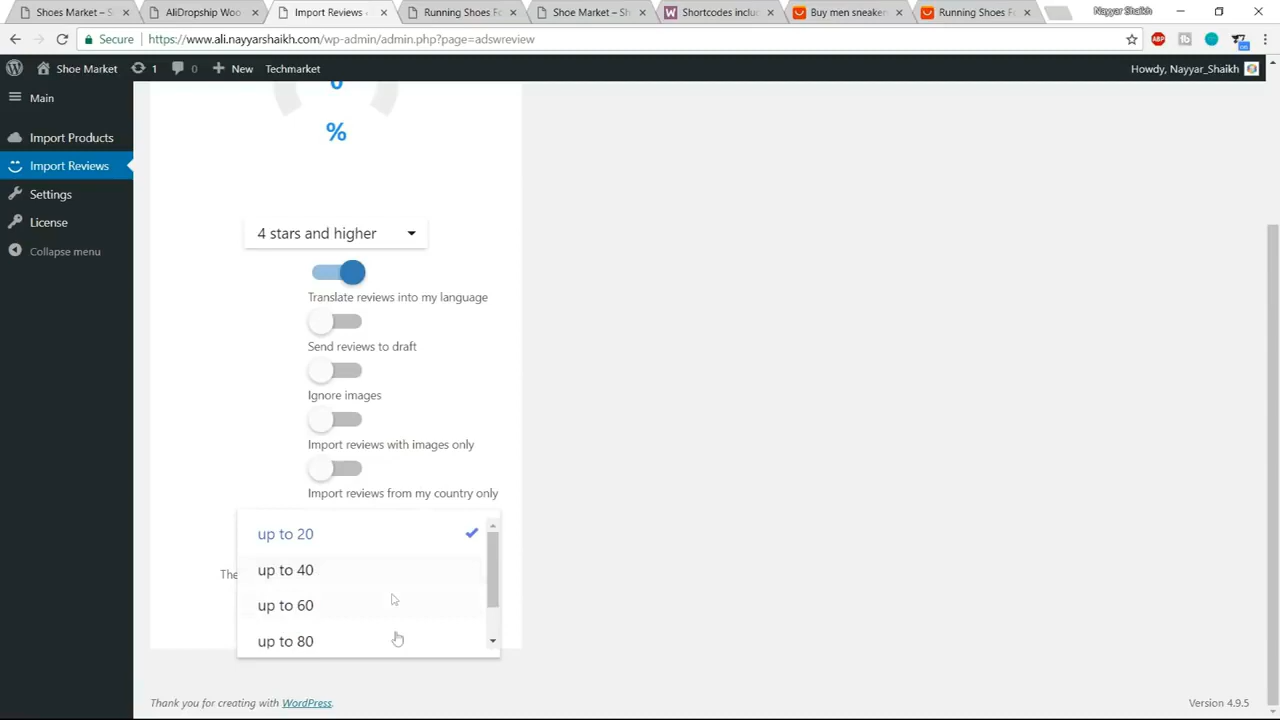 Shoes Market – S
AliDropship Woo
Import Reviews
Running Shoes Fo
Shoe Market – Sh
Shortcodes inclu
Buy men sneaker
Running Shoes Fo
Nayyar Shaikh
Secure
https://www.ali.nayyarshaikh.com/wp-admin/admin.php?page=adswreview
ABP
Shoe Market
1
0
New
Techmarket
Howdy, Nayyar_Shaikh
Main
Import Products
Import Reviews
Settings
License
Collapse menu
%
4 stars and higher
Translate reviews into my language
Send reviews to draft
Ignore images
Import reviews with images only
Import reviews from my country only
up to 20
up to 40
The
up to 60
up to 80
Thank you for creating with WordPress.
Version 4.9.5